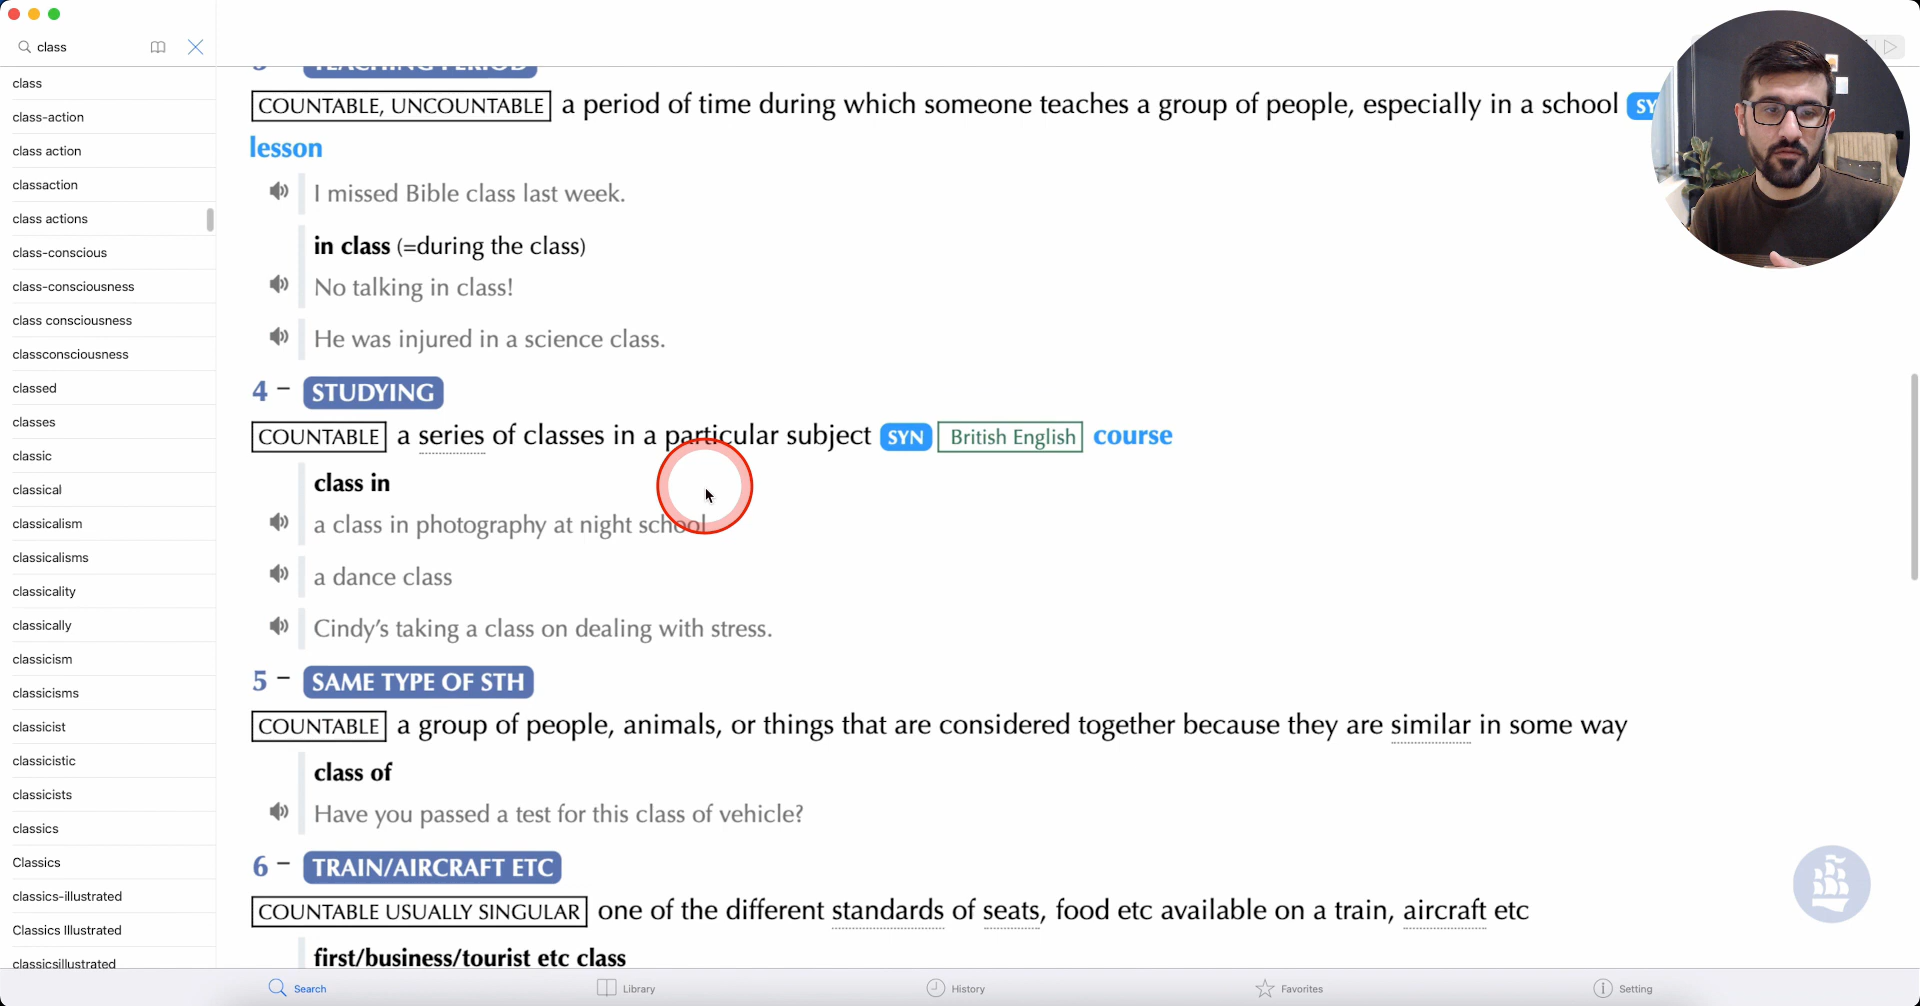 class
class
class-action
class action
classaction
class actions
class-conscious
class-consciousness
class consciousness
classconsciousness
classed
classes
classic
classical
classicalism
classicalisms
classicality
classically
classicism
classicisms
classicist
classicistic
classicists
classics
Classics
classics-illustrated
Classics Illustrated
classicsillustrated
TEACHING PERIOD
COUNTABLE, UNCOUNTABLE a period of time during which someone teaches a group of people, especially in a school SY
lesson
I missed Bible class last week.
in class (=during the class)
No talking in class!
He was injured in a science class.
4 – STUDYING
COUNTABLE a series of classes in a particular subject SYN British English course
class in
a class in photography at night school
a dance class
Cindy’s taking a class on dealing with stress.
5 – SAME TYPE OF STH
COUNTABLE a group of people, animals, or things that are considered together because they are similar in some way
class of
Have you passed a test for this class of vehicle?
6 – TRAIN/AIRCRAFT ETC
COUNTABLE USUALLY SINGULAR one of the different standards of seats, food etc available on a train, aircraft etc
first/business/tourist etc class
Search Library History Favorites Setting